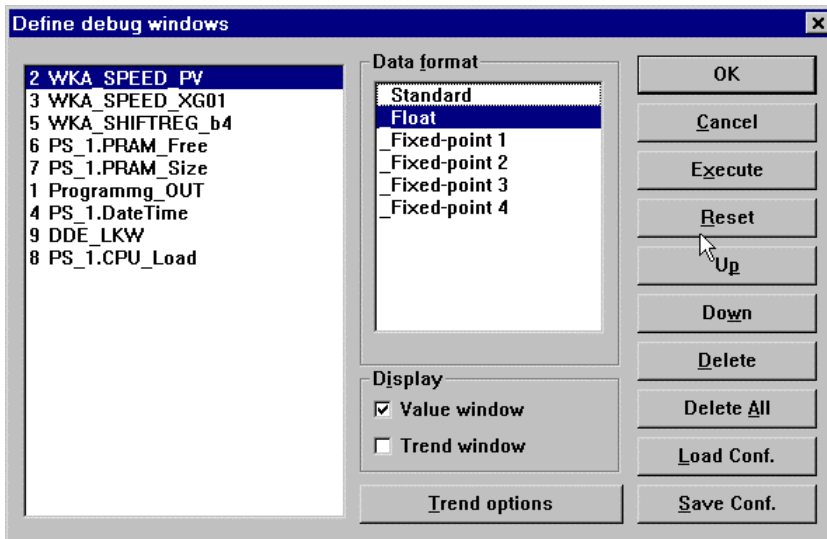 Define debug windows
2 WKA_SPEED_PV
3 WKA_SPEED_XG01
5 WKA_SHIFTREG_b4
6 PS_1.PRAM_Free
7 PS_1.PRAM_Size
1 Programmg_OUT
4 PS_1.DateTime
9 DDE_LKW
8 PS_1.CPU_Load
Data format
_Standard
_Float
_Fixed-point 1
_Fixed-point 2
_Fixed-point 3
_Fixed-point 4
Display
Value window
Trend window
Trend options
OK
Cancel
Execute
Reset
Up
Down
Delete
Delete All
Load Conf.
Save Conf.